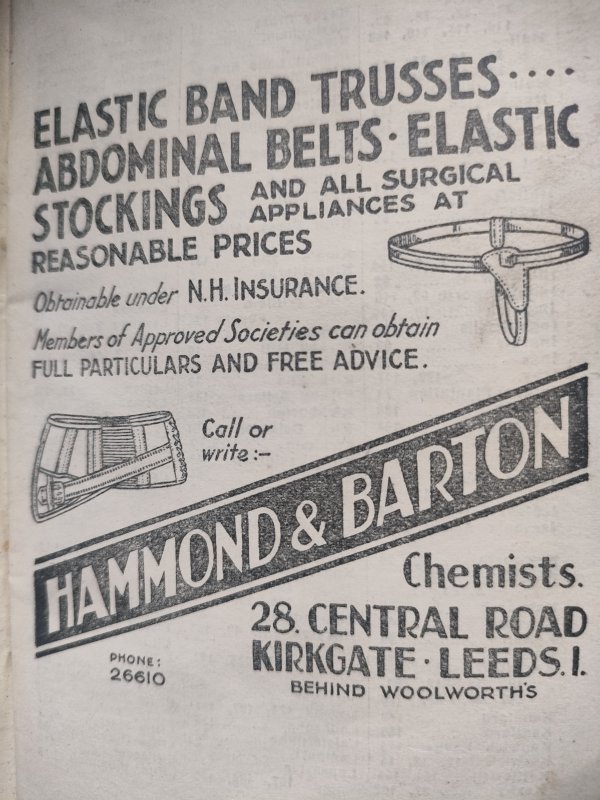 ELASTIC BAND TRUSSES····
ABDOMINAL BELTS·ELASTIC
STOCKINGS AND ALL SURGICAL
APPLIANCES AT
REASONABLE PRICES
Obtainable under N.H. INSURANCE.
Members of Approved Societies can obtain
FULL PARTICULARS AND FREE ADVICE.
Call or
write:-
HAMMOND & BARTON
Chemists.
28. CENTRAL ROAD
KIRKGATE · LEEDS. 1.
BEHIND WOOLWORTH'S
PHONE:
26610